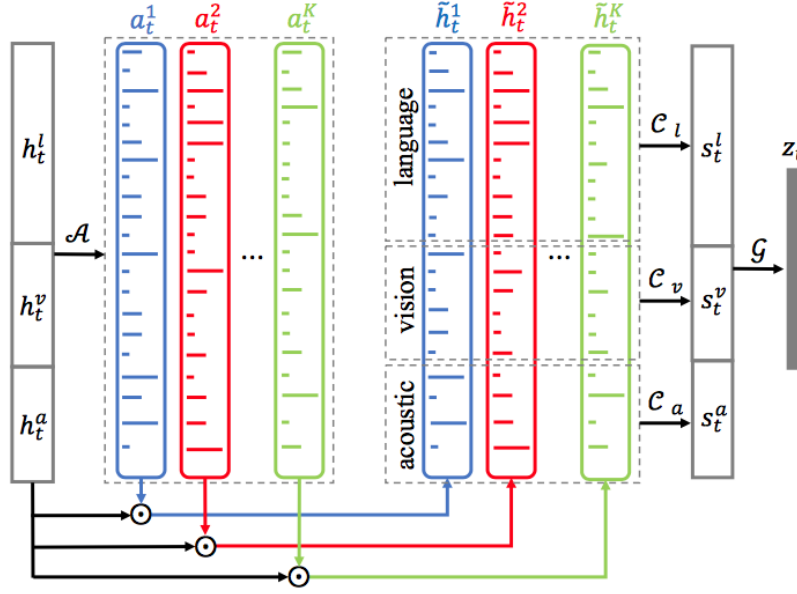 a_t^1 a_t^2 a_t^K h̃_t^1 h̃_t^2 h̃_t^K
h_t^l
h_t^v
h_t^a
𝒜
...
language
vision
acoustic
...
𝒞_l
𝒞_v
𝒞_a
s_t^l
s_t^v
s_t^a
𝒢
z_t